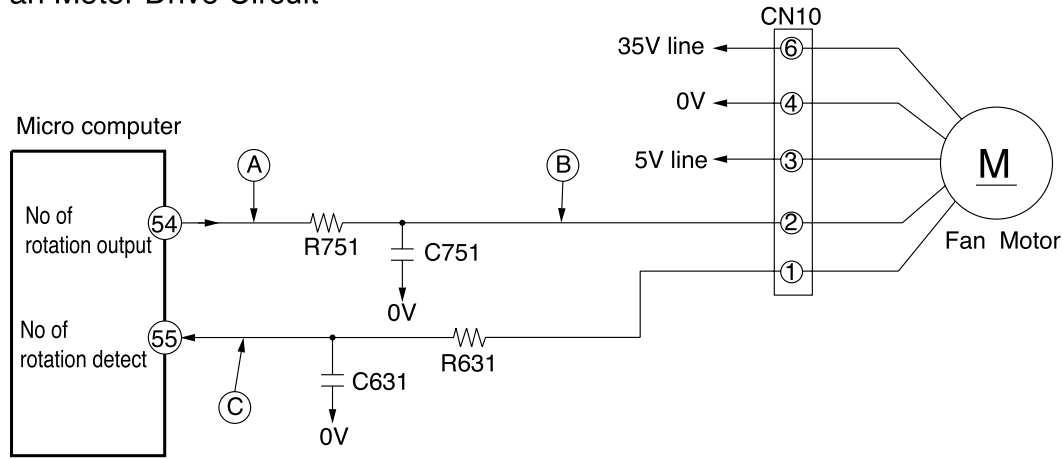 an Motor Drive Circuit
CN10
35V line
6
0V
4
Micro computer
5V line
3
M
A
B
No of
rotation output
54
R751
C751
2
Fan Motor
1
0V
No of
rotation detect
55
R631
C631
C
0V